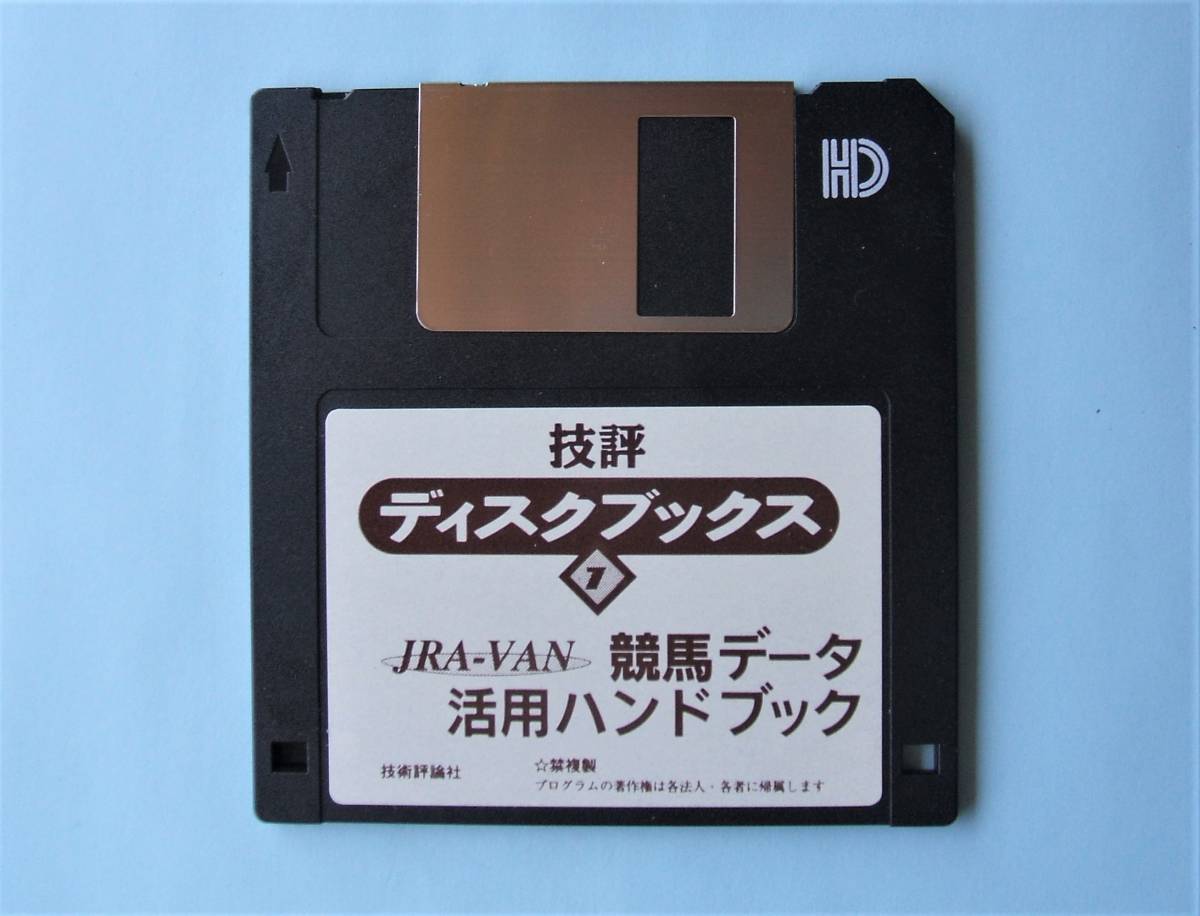 HD
技評
ディスクブックス
7
JRA-VAN 競馬データ
活用ハンドブック
技術評論社
☆禁複製
プログラムの著作権は各法人・各者に帰属します